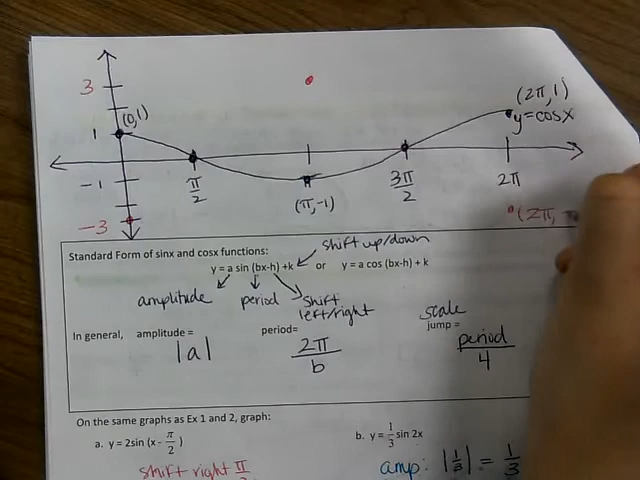 3
(0,1)
(2π,1)
y=cosx
1
-1
π/2
(π,-1)
3π/2
2π
-3
(2π,
Standard Form of sinx and cosx functions:
shift up/down
y = a sin (bx-h) +k or y = a cos (bx-h) + k
amplitude period shift left/right
In general, amplitude = period= scale jump =
|a| 2π/b period/4
On the same graphs as Ex 1 and 2, graph:
a. y = 2sin (x - π/2) b. y = 1/3 sin 2x
shift right π/ amp: |1/3| = 1/3